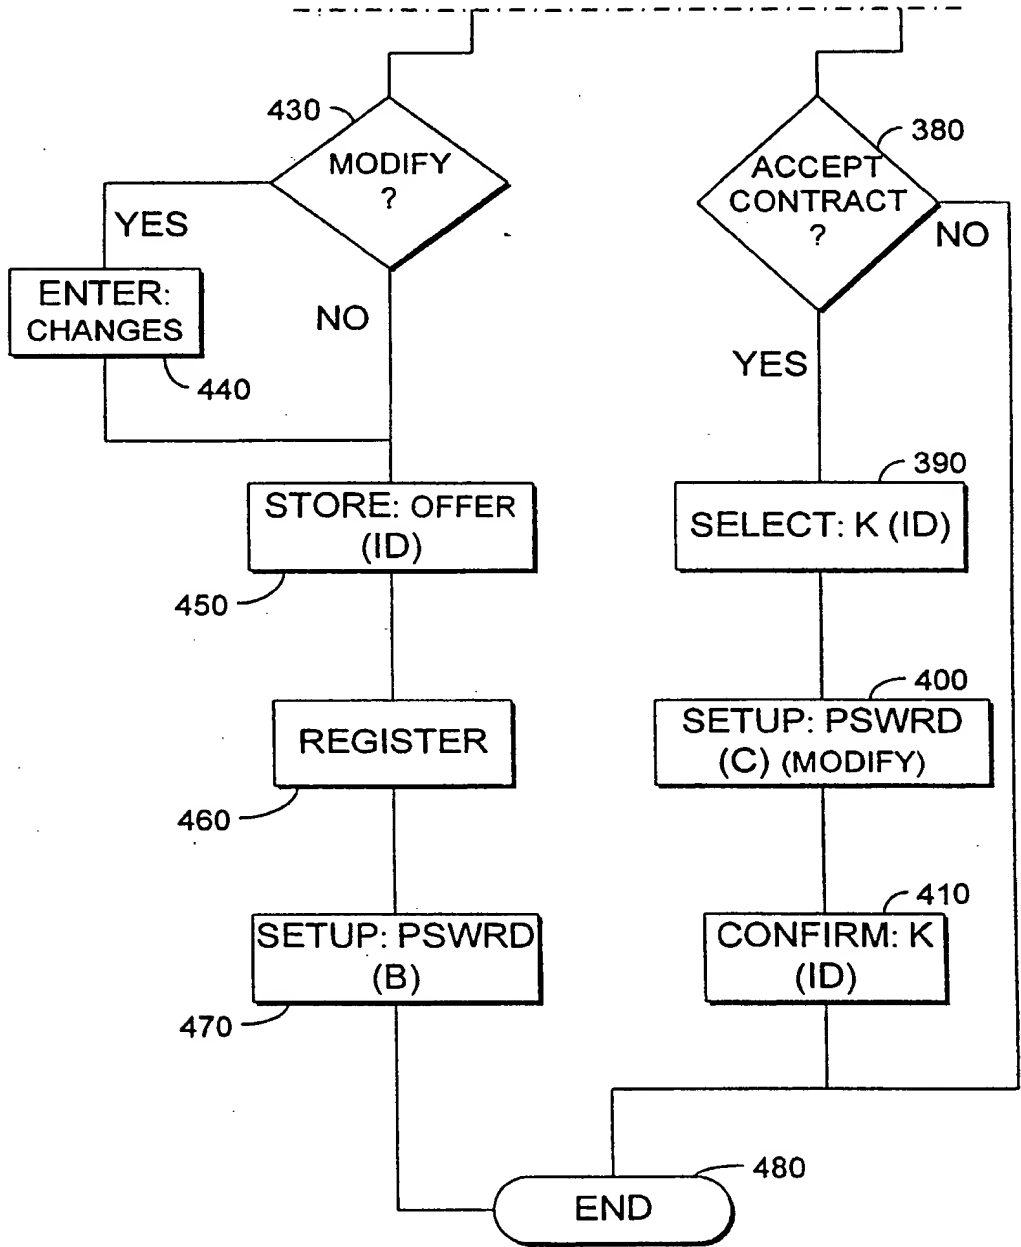 430
MODIFY
?
YES
NO
ENTER:
CHANGES
440
STORE: OFFER
(ID)
450
REGISTER
460
SETUP: PSWRD
(B)
470
380
ACCEPT
CONTRACT
?
NO
YES
390
SELECT: K (ID)
400
SETUP: PSWRD
(C) (MODIFY)
410
CONFIRM: K
(ID)
480
END